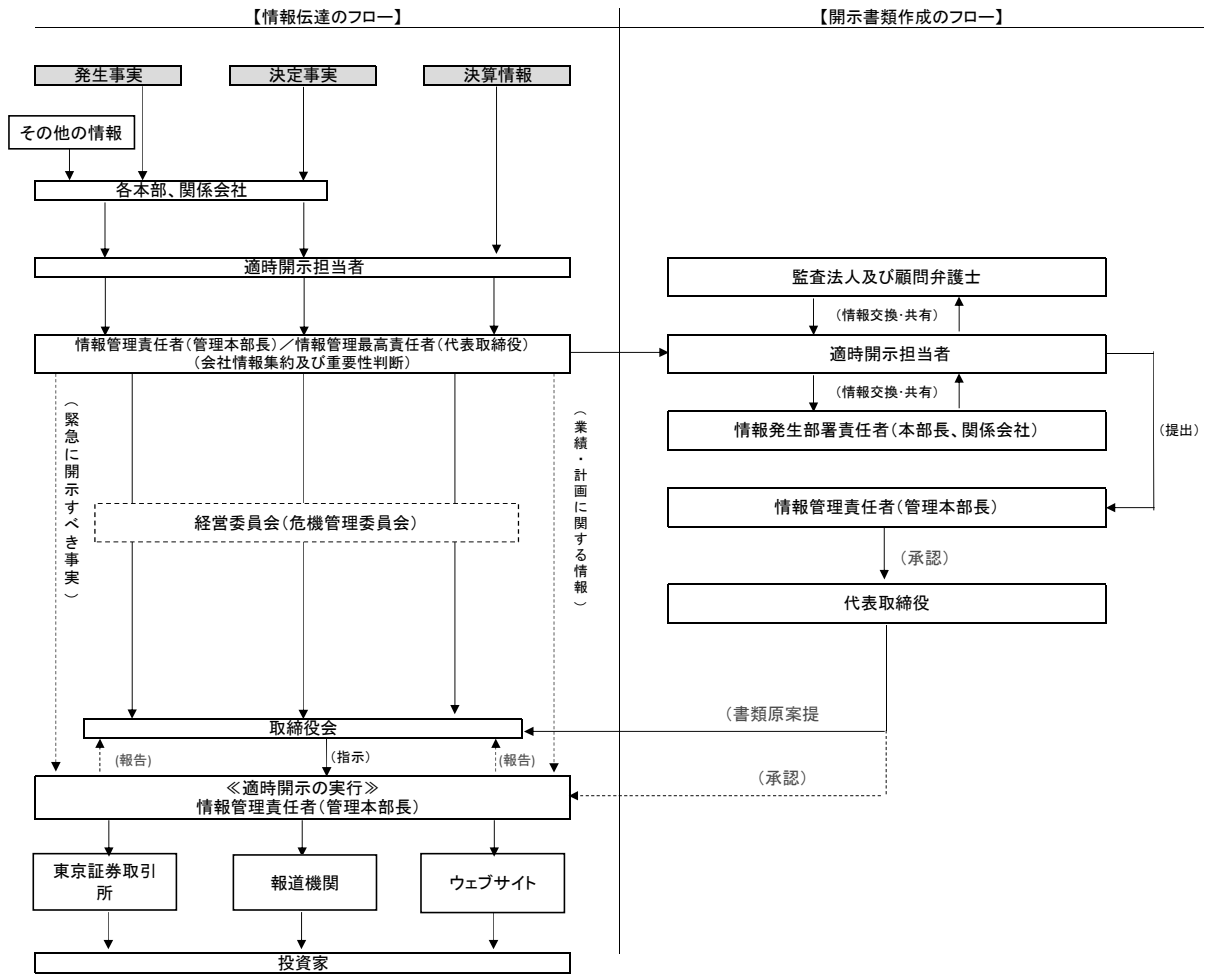 【情報伝達のフロー】
【開示書類作成のフロー】
発生事実
決定事実
決算情報
その他の情報
各本部、関係会社
適時開示担当者
情報管理責任者(管理本部長)/情報管理最高責任者(代表取締役)
(会社情報集約及び重要性判断)
(緊急に開示すべき事実)
(業績・計画に関する情報)
経営委員会(危機管理委員会)
取締役会
(報告)
(指示)
(報告)
≪適時開示の実行≫
情報管理責任者(管理本部長)
東京証券取引
所
報道機関
ウェブサイト
投資家
監査法人及び顧問弁護士
(情報交換・共有)
適時開示担当者
(情報交換・共有)
情報発生部署責任者(本部長、関係会社)
(提出)
情報管理責任者(管理本部長)
(承認)
代表取締役
(書類原案提
(承認)